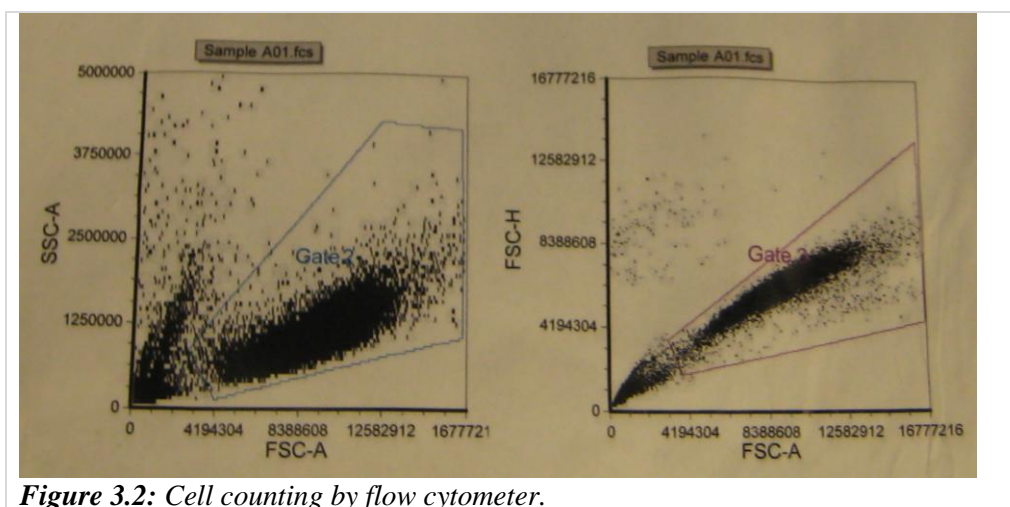 Sample A01.fcs
5000000
3750000
2500000
1250000
0
SSC-A
Gate 2
0 4194304 8388608 12582912 1677721
FSC-A
Sample A01.fcs
16777216
12582912
8388608
4194304
0
FSC-H
Gate 3
0 4194304 8388608 12582912 16777216
FSC-A
Figure 3.2: Cell counting by flow cytometer.